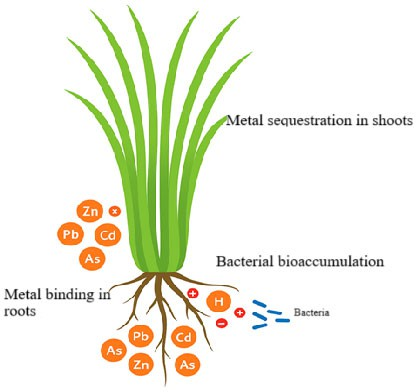 Metal sequestration in shoots
Zn x
Pb Cd
As
Bacterial bioaccumulation
Metal binding in
roots
+ H
+
−
Bacteria
Pb Cd
As
Zn As